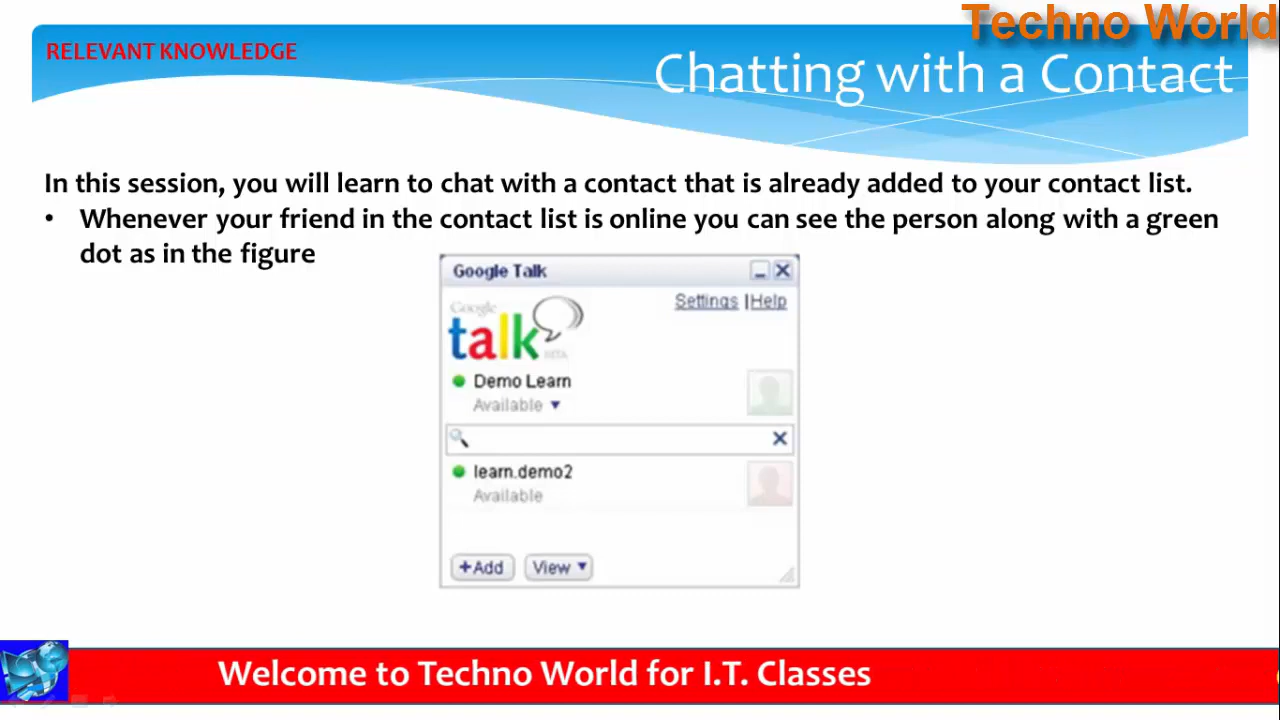 Techno World
RELEVANT KNOWLEDGE
Chatting with a Contact
In this session, you will learn to chat with a contact that is already added to your contact list.
• Whenever your friend in the contact list is online you can see the person along with a green
dot as in the figure
Google Talk
Settings | Help
Google
talk
BETA
Demo Learn
Available
learn.demo2
Available
+Add View
Welcome to Techno World for I.T. Classes